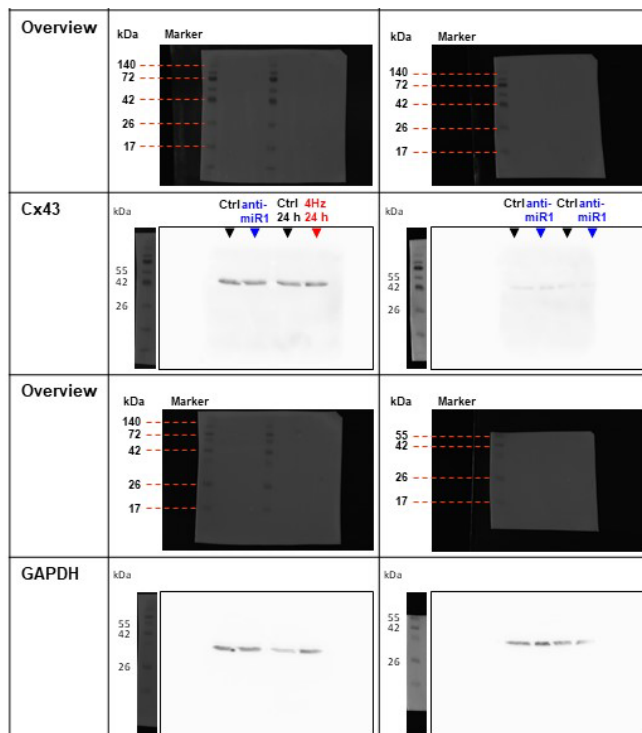 Overview
kDa Marker
140
72
42
26
17
kDa Marker
140
72
42
26
17
Cx43
kDa
Ctrl anti-miR1 Ctrl 24 h 4Hz 24 h
55
42
26
kDa
Ctrl anti-miR1 Ctrl anti-miR1
55
42
26
Overview
kDa Marker
140
72
42
26
17
kDa Marker
55
42
26
17
GAPDH
kDa
55
42
26
kDa
55
42
26